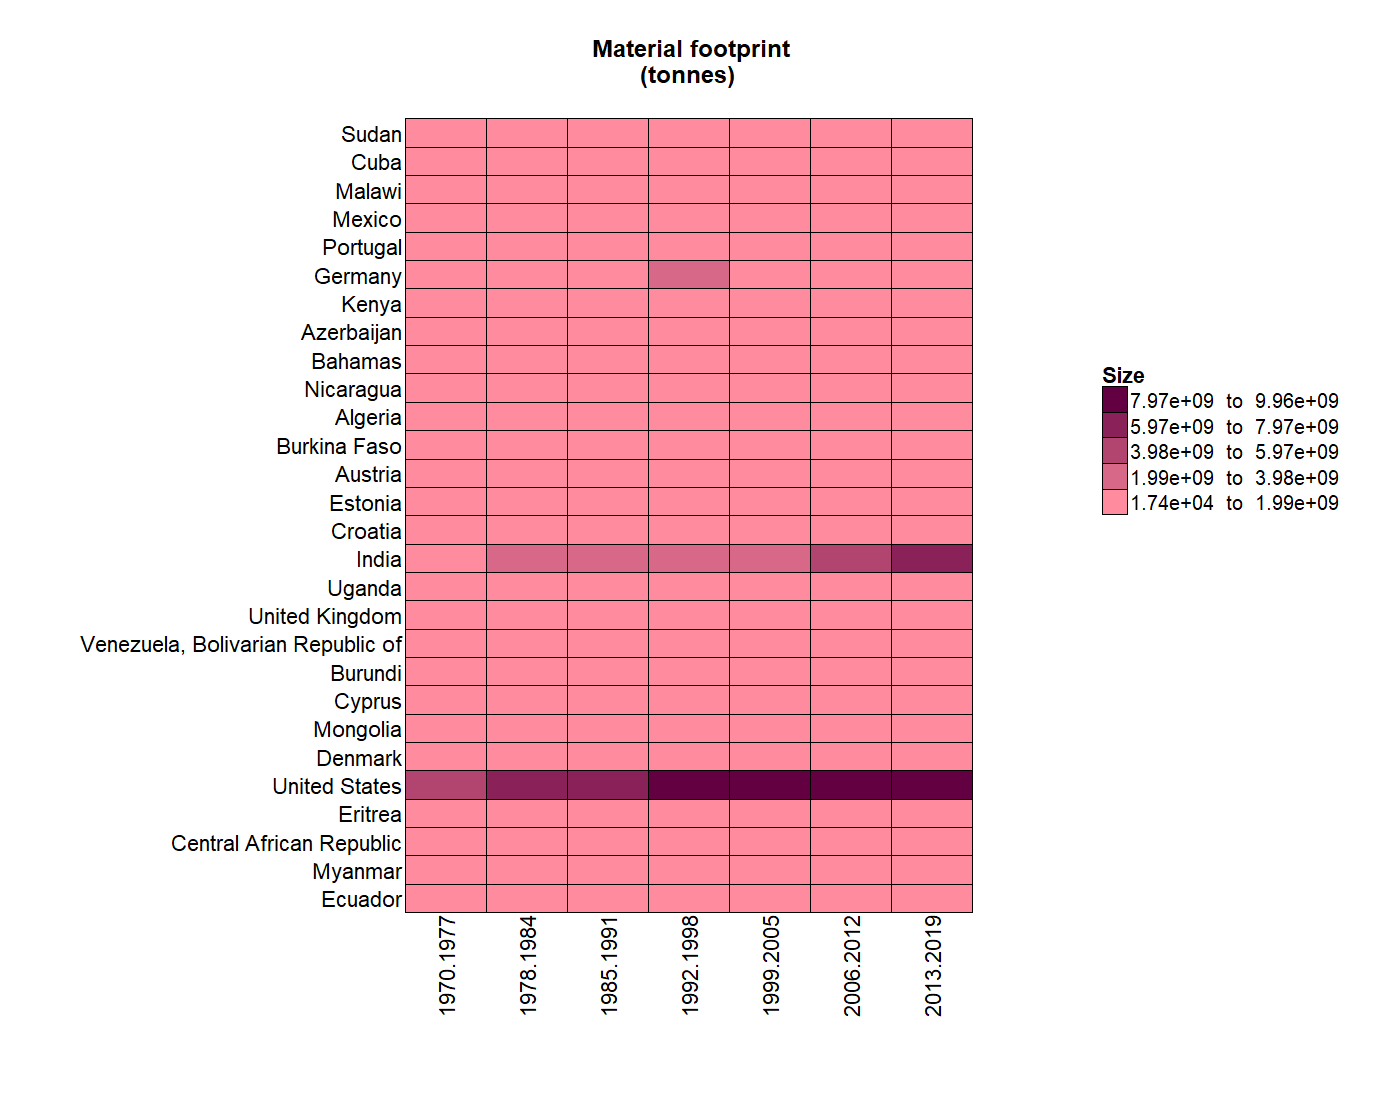 Material footprint
(tonnes)
Sudan
Cuba
Malawi
Mexico
Portugal
Germany
Kenya
Azerbaijan
Bahamas
Nicaragua
Algeria
Burkina Faso
Austria
Estonia
Croatia
India
Uganda
United Kingdom
Venezuela, Bolivarian Republic of
Burundi
Cyprus
Mongolia
Denmark
United States
Eritrea
Central African Republic
Myanmar
Ecuador
1970.1977
1978.1984
1985.1991
1992.1998
1999.2005
2006.2012
2013.2019
Size
7.97e+09 to 9.96e+09
5.97e+09 to 7.97e+09
3.98e+09 to 5.97e+09
1.99e+09 to 3.98e+09
1.74e+04 to 1.99e+09